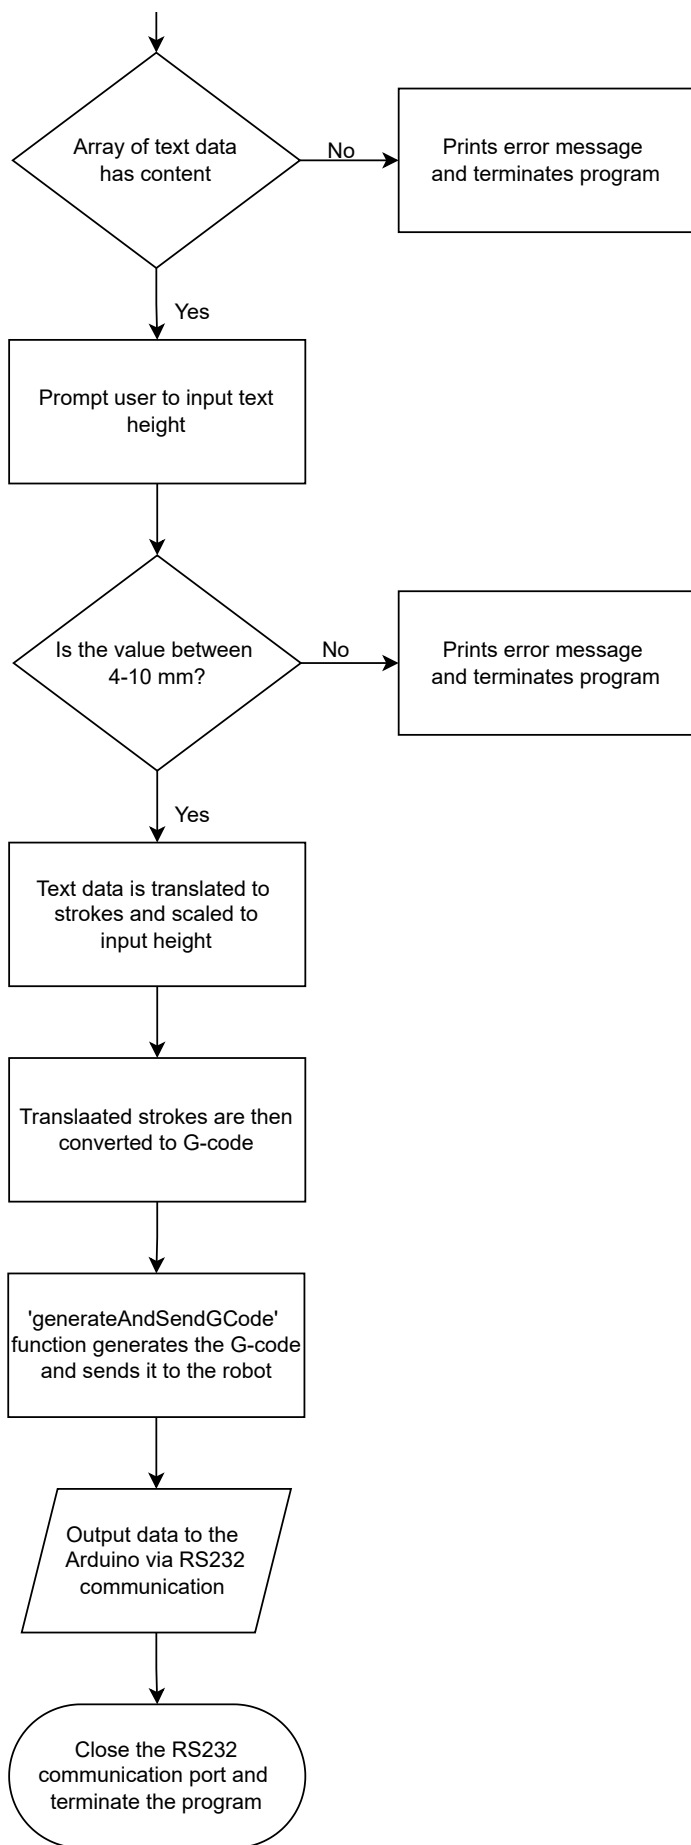 Array of text data
has content
No
Prints error message
and terminates program
Yes
Prompt user to input text
height
Is the value between
4-10 mm?
No
Prints error message
and terminates program
Yes
Text data is translated to
strokes and scaled to
input height
Translaated strokes are then
converted to G-code
'generateAndSendGCode'
function generates the G-code
and sends it to the robot
Output data to the
Arduino via RS232
communication
Close the RS232
communication port and
terminate the program